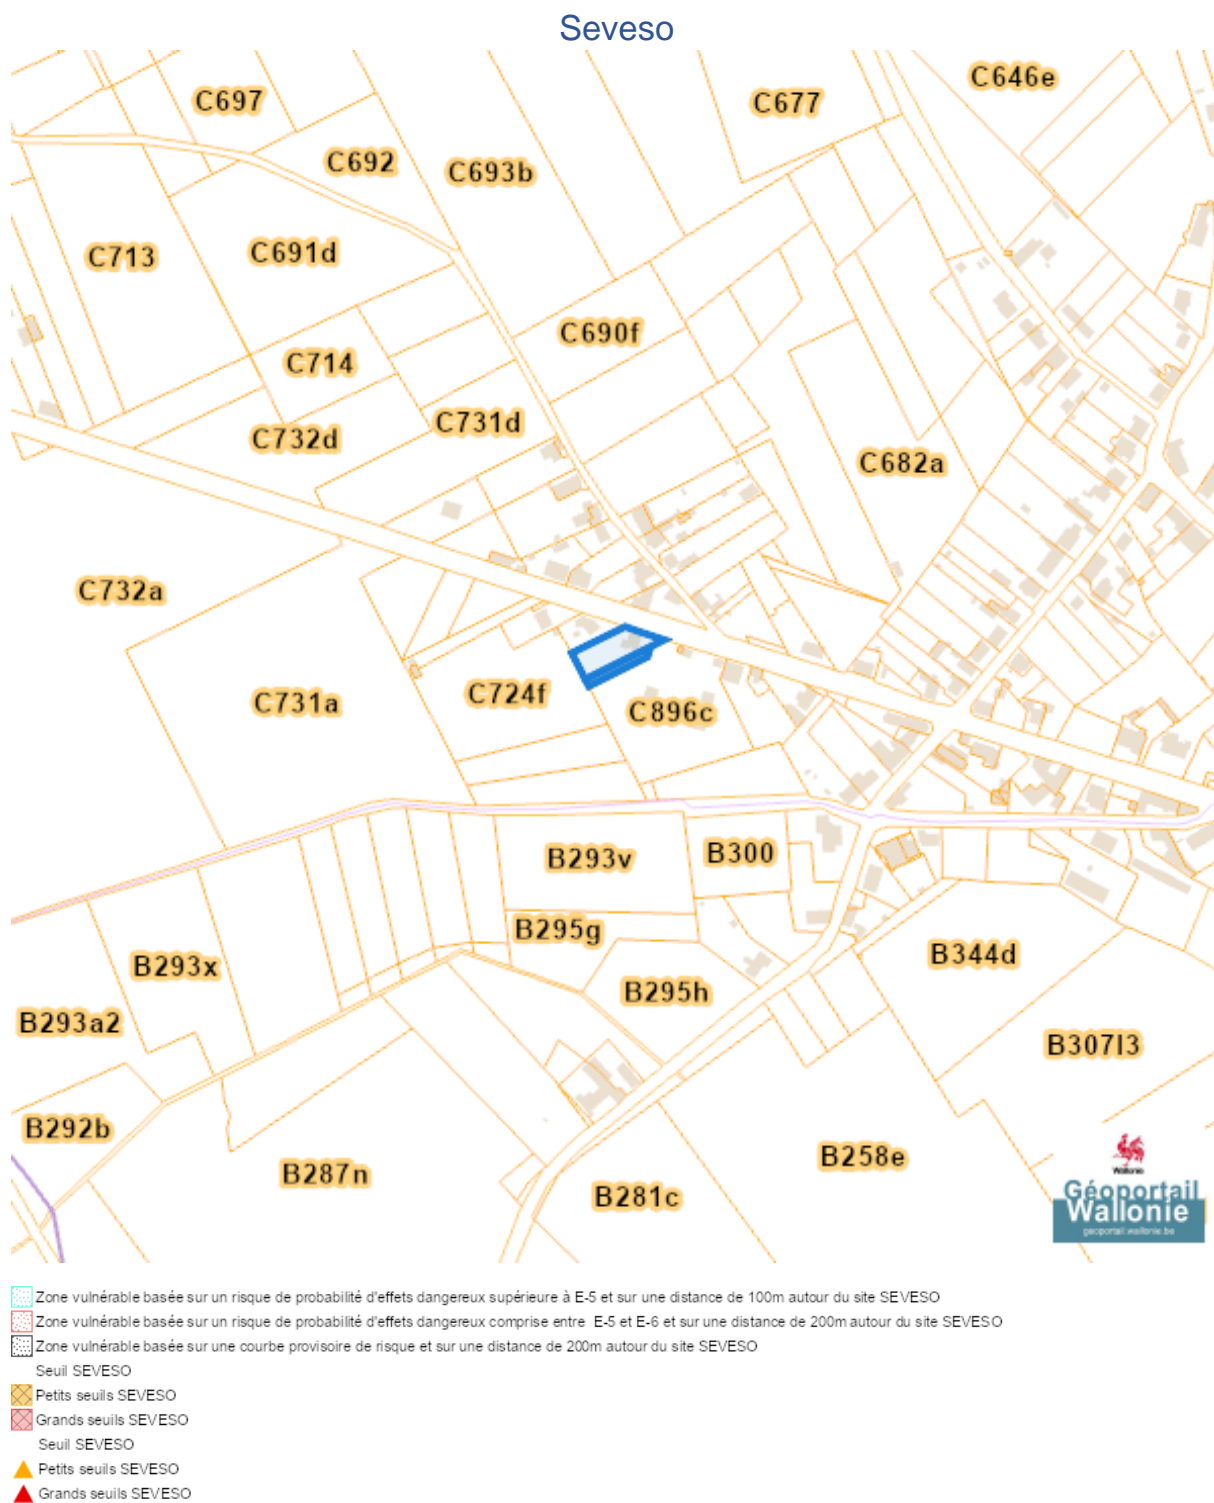 Seveso
C646e
C697
C677
C692
C693b
C691d
C713
C690f
C714
C731d
C732d
C682a
C732a
C724f
C731a
C896c
B300
B293v
B295g
B344d
B293x
B295h
B293a2
B307l3
B292b
B258e
B287n
B281c
Wallonie
Géoportail
Wallonie
geoportail.wallonie.be
Zone vulnérable basée sur un risque de probabilité d'effets dangereux supérieure à E-5 et sur une distance de 100m autour du site SEVESO
Zone vulnérable basée sur un risque de probabilité d'effets dangereux comprise entre E-5 et E-6 et sur une distance de 200m autour du site SEVESO
Zone vulnérable basée sur une courbe provisoire de risque et sur une distance de 200m autour du site SEVESO
Seuil SEVESO
Petits seuils SEVESO
Grands seuils SEVESO
Seuil SEVESO
Petits seuils SEVESO
Grands seuils SEVESO